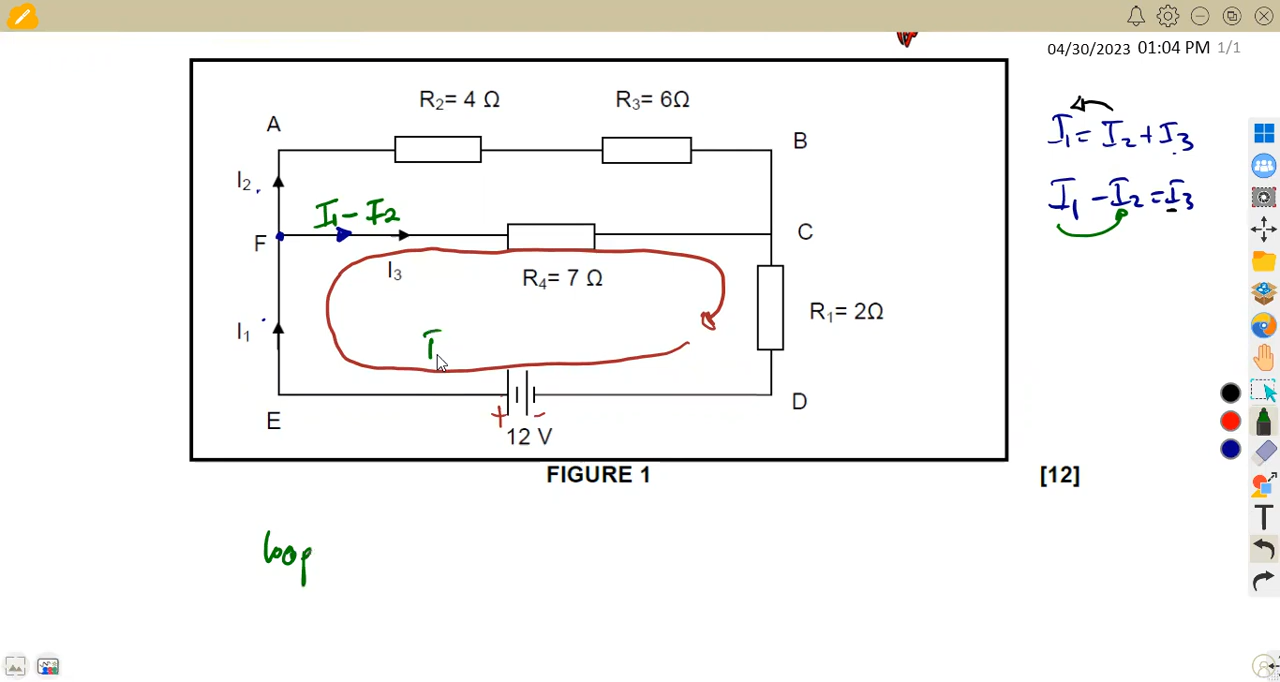 04/30/2023 01:04 PM 1/1
R₂= 4 Ω
R₃= 6Ω
I₁ = I₂ + I₃
A
B
I₂
I₁ - I₂ = I₃
I₁ - I₂
F
C
I₃
R₄= 7 Ω
R₁= 2Ω
I₁
I
E
D
+ -
12 V
FIGURE 1
[12]
loop
T